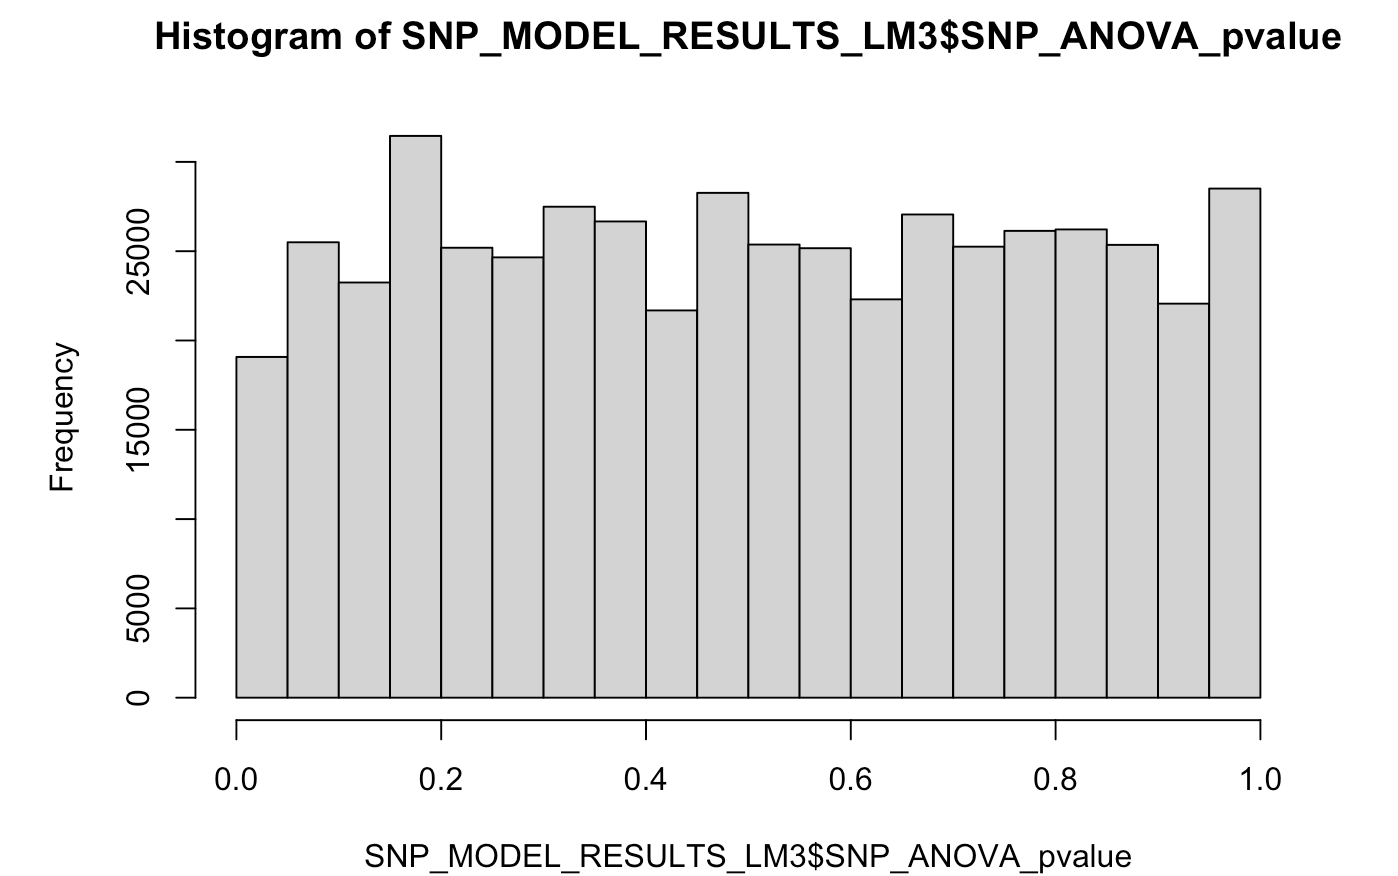 Histogram of SNP_MODEL_RESULTS_LM3$SNP_ANOVA_pvalue
Frequency
25000
15000
5000
0
0.0 0.2 0.4 0.6 0.8 1.0
SNP_MODEL_RESULTS_LM3$SNP_ANOVA_pvalue